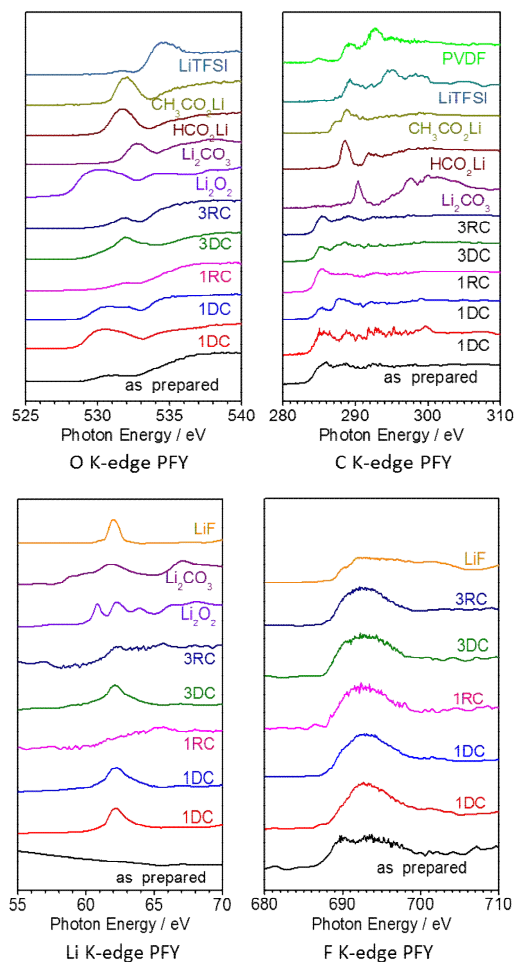 LiTFSI
CH₃CO₂Li
HCO₂Li
Li₂CO₃
Li₂O₂
3RC
3DC
1RC
1DC
1DC
as prepared
525 530 535 540
Photon Energy / eV
O K-edge PFY
PVDF
LiTFSI
CH₃CO₂Li
HCO₂Li
Li₂CO₃
3RC
3DC
1RC
1DC
1DC
as prepared
280 290 300 310
Photon Energy / eV
C K-edge PFY
LiF
Li₂CO₃
Li₂O₂
3RC
3DC
1RC
1DC
1DC
as prepared
55 60 65 70
Photon Energy / eV
Li K-edge PFY
LiF
3RC
3DC
1RC
1DC
1DC
as prepared
680 690 700 710
Photon Energy / eV
F K-edge PFY